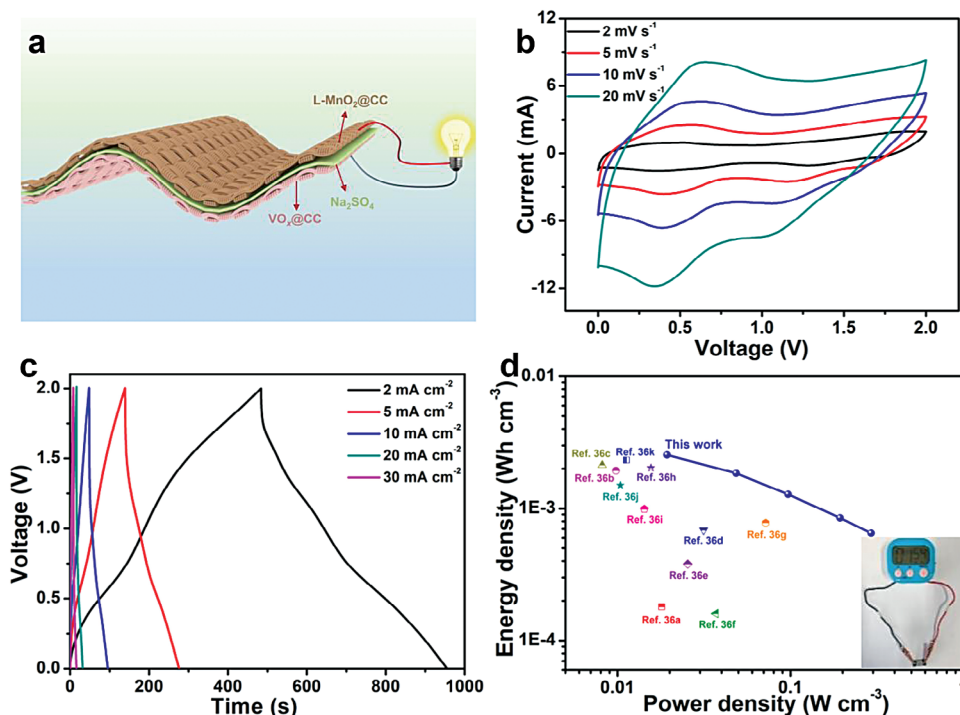 a
L-MnO₂@CC
Na₂SO₄
VOₓ@CC
b
2 mV s⁻¹
5 mV s⁻¹
10 mV s⁻¹
20 mV s⁻¹
12
6
0
-6
-12
Current (mA)
0.0 0.5 1.0 1.5 2.0
Voltage (V)
c
2 mA cm⁻²
5 mA cm⁻²
10 mA cm⁻²
20 mA cm⁻²
30 mA cm⁻²
2.0
1.5
1.0
0.5
0.0
Voltage (V)
0 200 400 600 800 1000
Time (s)
d
0.01
1E-3
1E-4
Energy density (Wh cm⁻³)
This work
Ref. 36c
Ref. 36k
Ref. 36b
Ref. 36h
Ref. 36j
Ref. 36i
Ref. 36d
Ref. 36g
Ref. 36e
Ref. 36a
Ref. 36f
0.01 0.1 1
Power density (W cm⁻³)